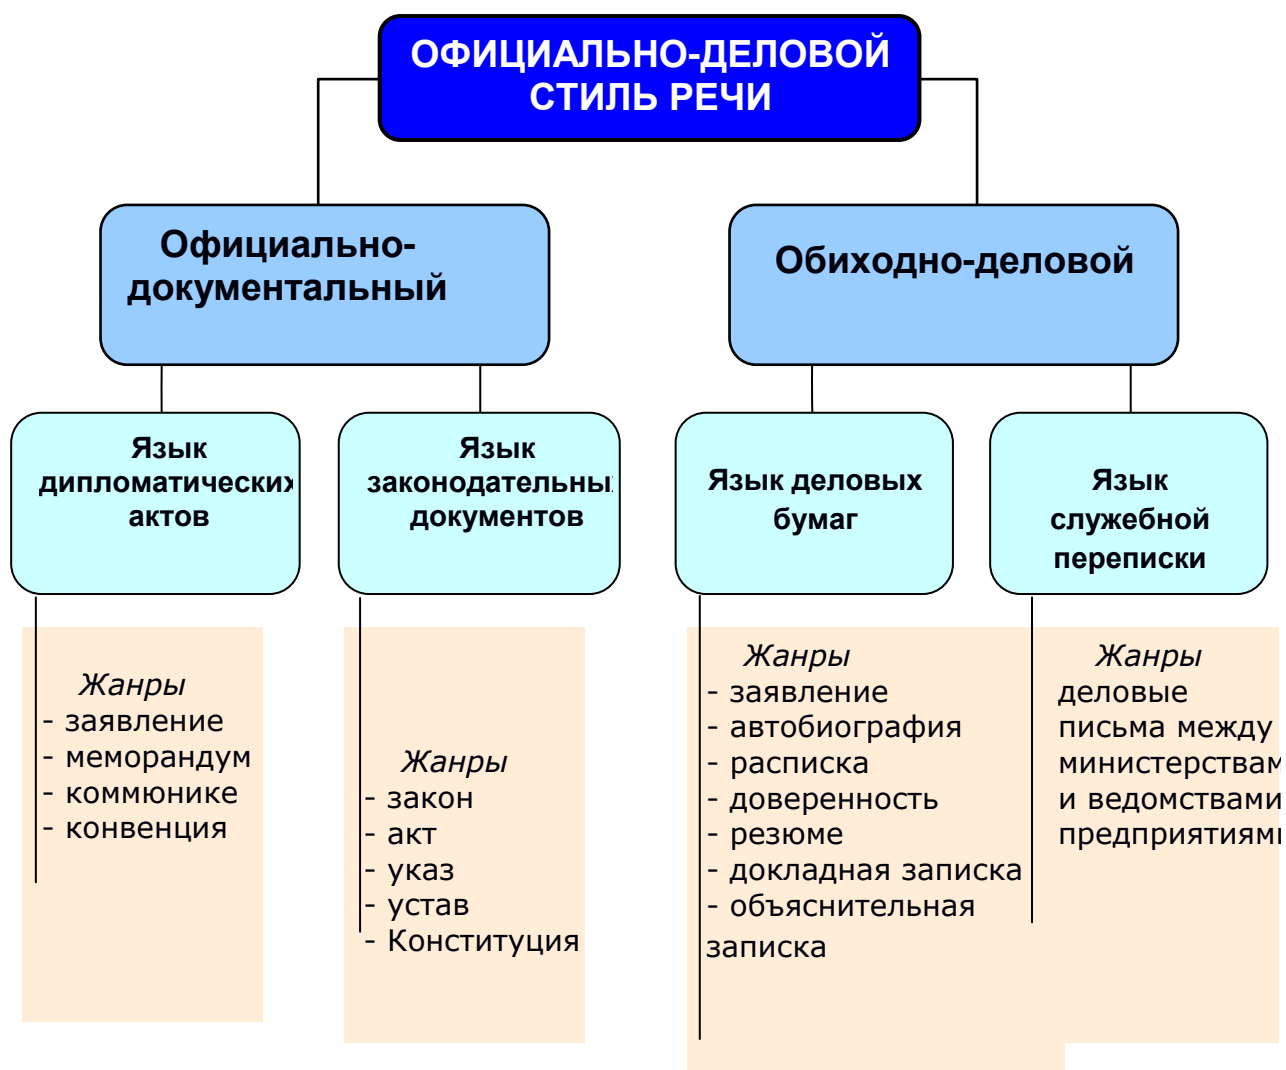 ОФИЦИАЛЬНО-ДЕЛОВОЙ
СТИЛЬ РЕЧИ
Официально-
документальный
Обиходно-деловой
Язык
дипломатических
актов
Язык
законодательны
документов
Язык деловых
бумаг
Язык
служебной
переписки
Жанры
- заявление
- меморандум
- коммюнике
- конвенция
Жанры
- закон
- акт
- указ
- устав
- Конституция
Жанры
- заявление
- автобиография
- расписка
- доверенность
- резюме
- докладная записка
- объяснительная
записка
Жанры
деловые
письма между
министерствам
и ведомствами
предприятиями